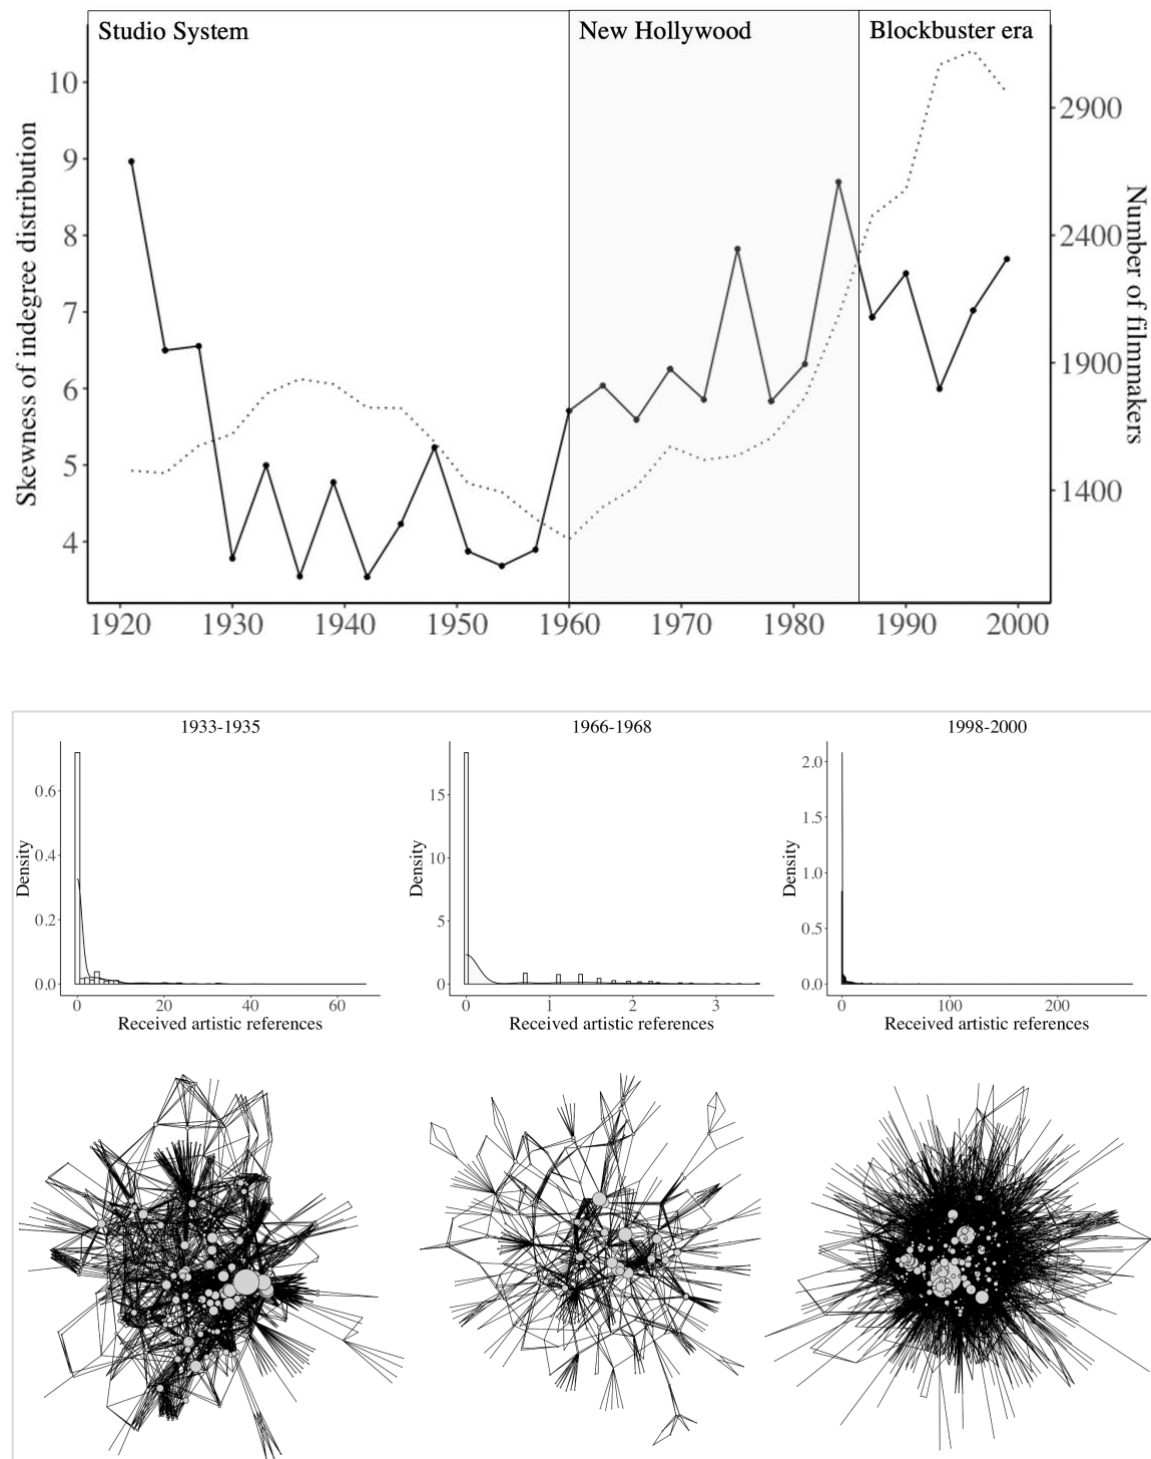 Studio System
New Hollywood
Blockbuster era
Skewness of indegree distribution
10
9
8
7
6
5
4
2900
2400
1900
1400
Number of filmmakers
1920 1930 1940 1950 1960 1970 1980 1990 2000
1933-1935
Density
0.6
0.4
0.2
0.0
0 20 40 60
Received artistic references
1966-1968
Density
15
10
5
0
0 1 2 3
Received artistic references
1998-2000
Density
2.0
1.5
1.0
0.5
0.0
0 100 200
Received artistic references